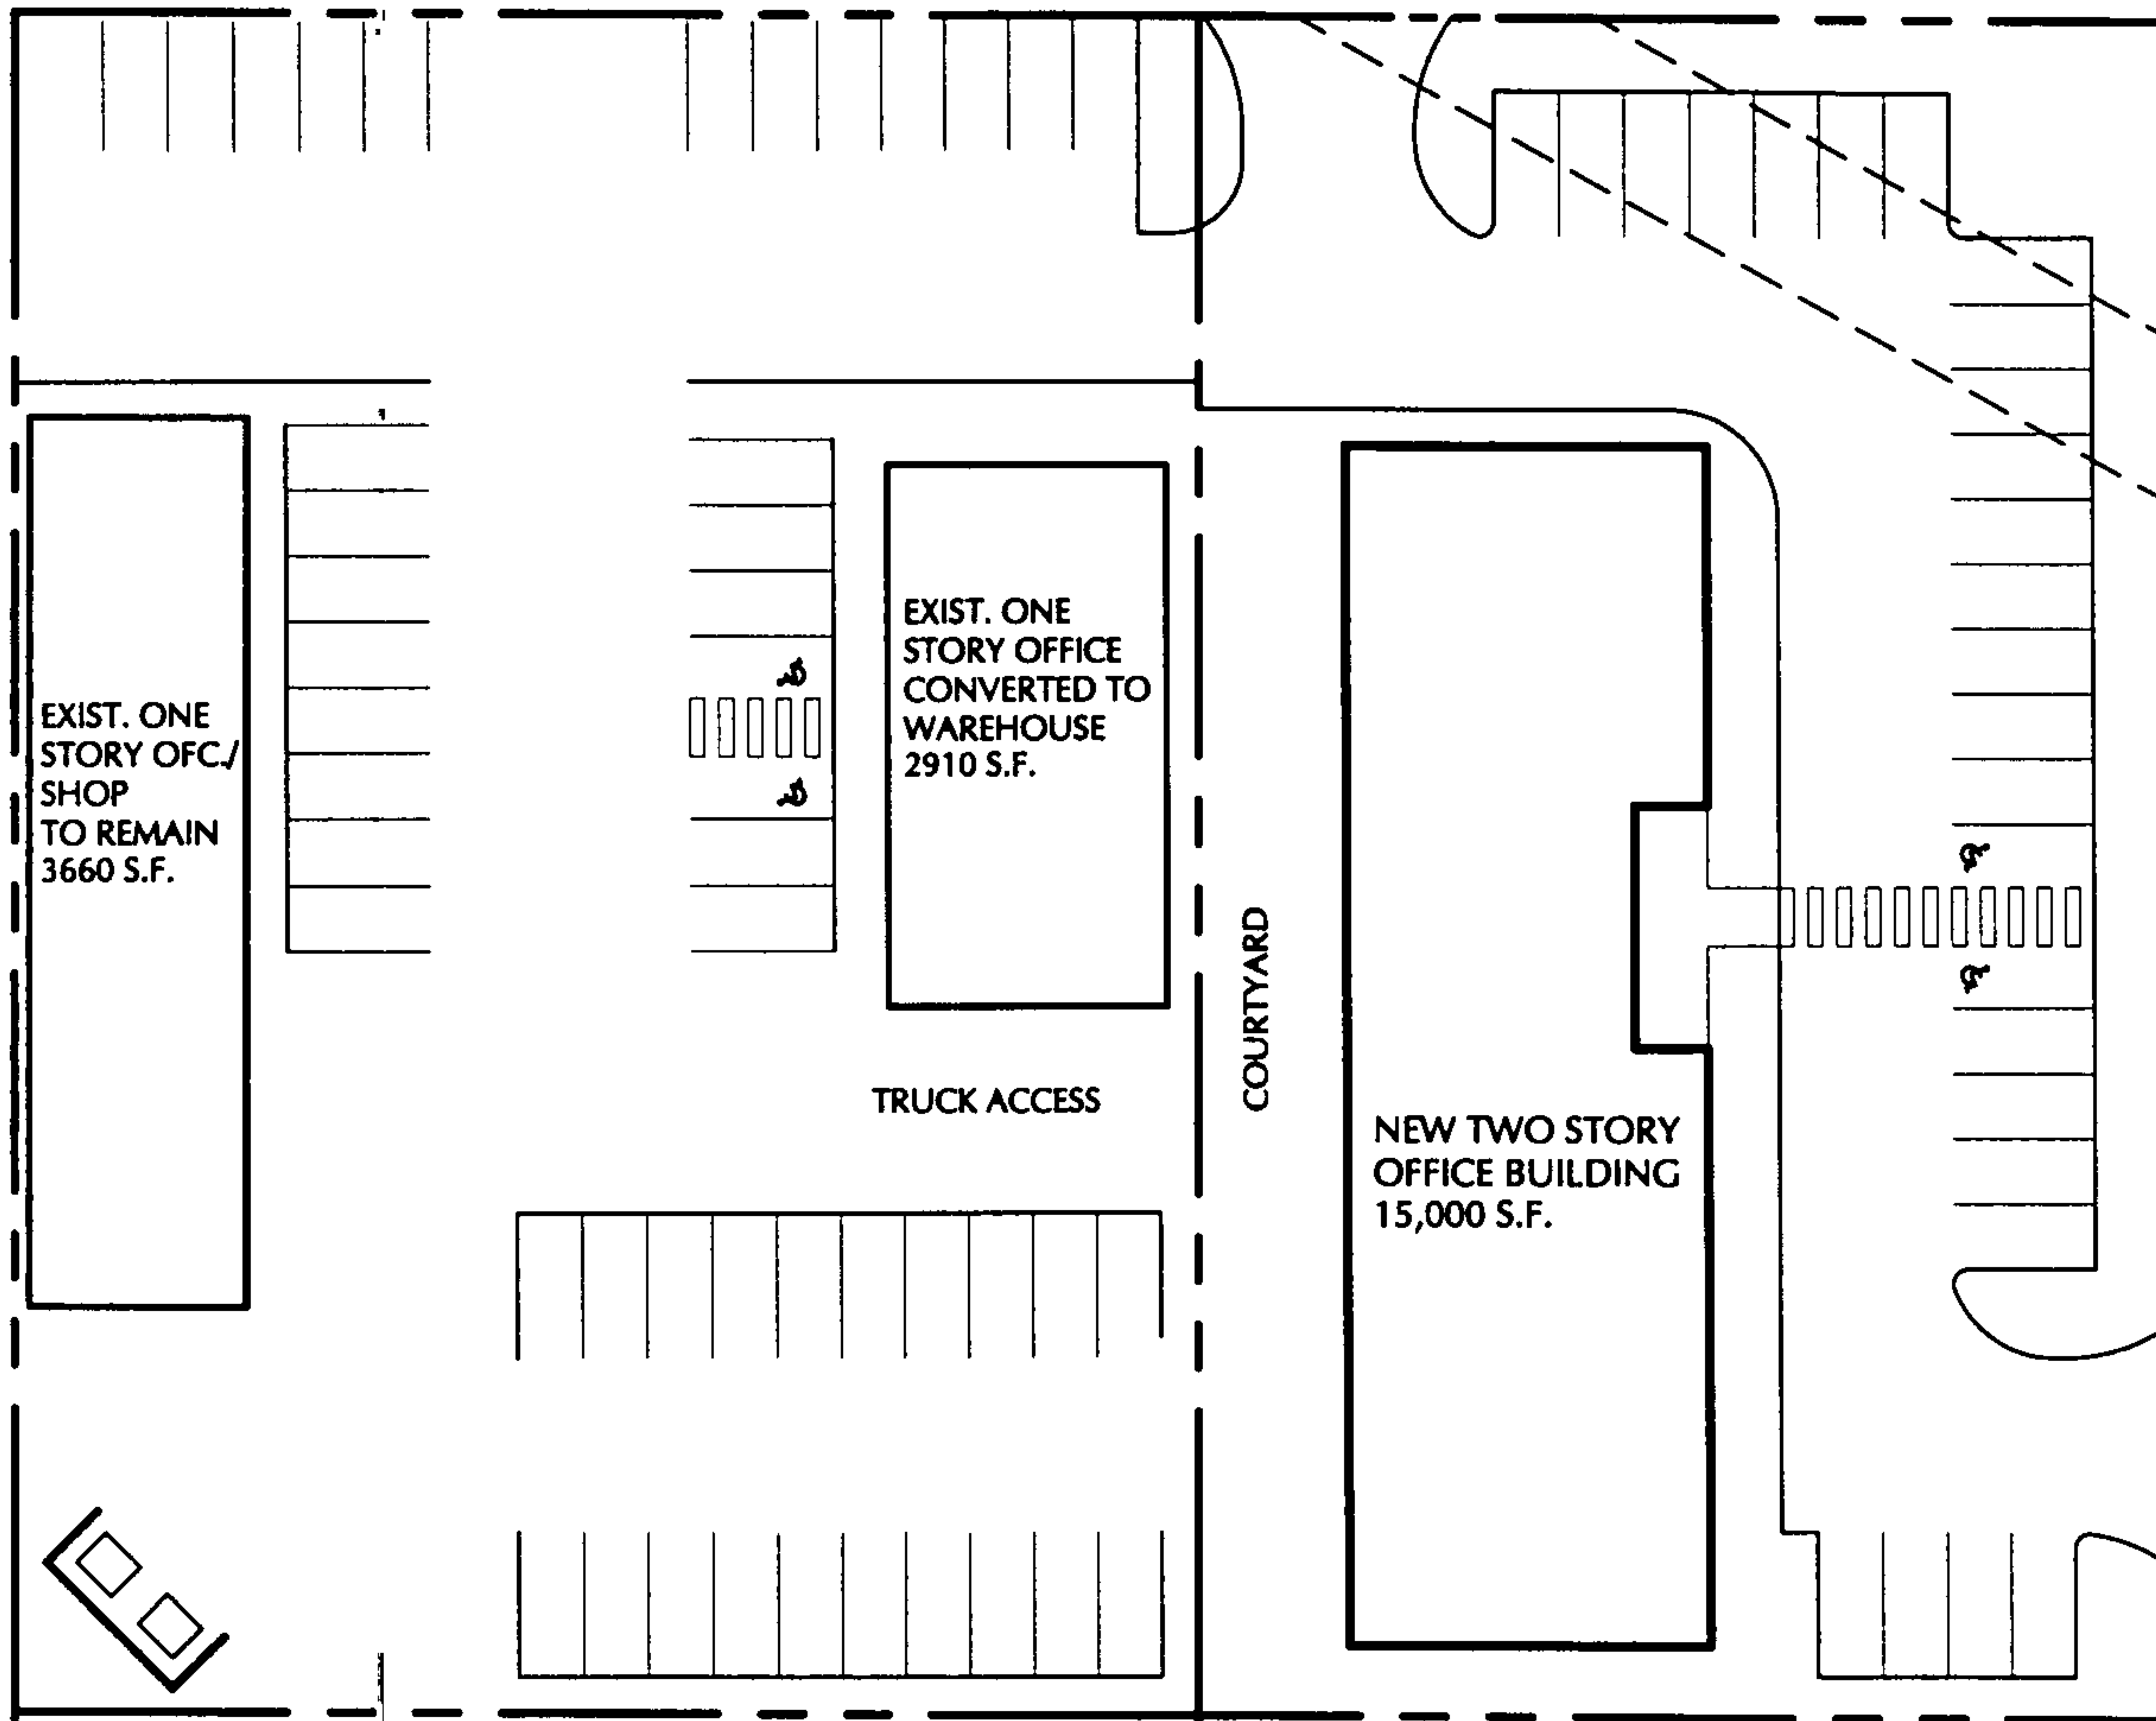 EXIST. ONE
STORY OFC./
SHOP
TO REMAIN
3660 S.F.
EXIST. ONE
STORY OFFICE
CONVERTED TO
WAREHOUSE
2910 S.F.
TRUCK ACCESS
COURTYARD
NEW TWO STORY
OFFICE BUILDING
15,000 S.F.